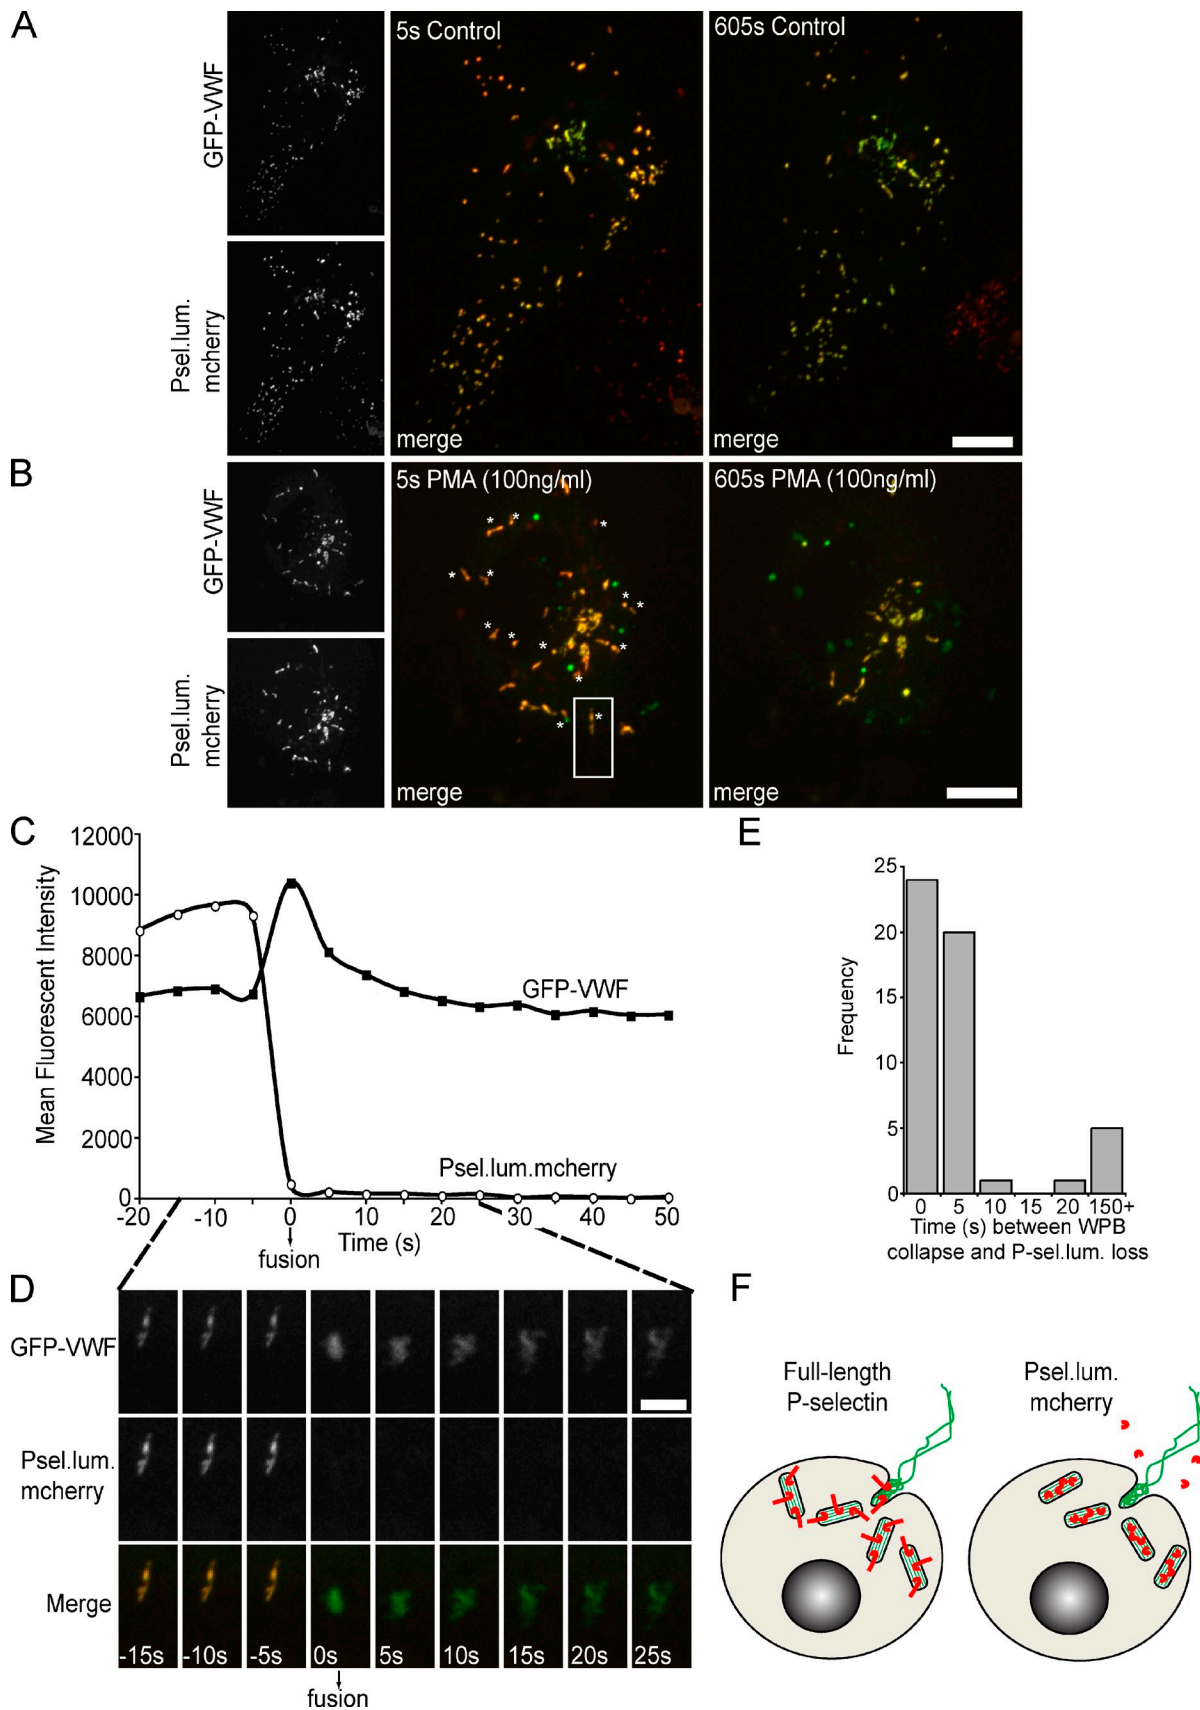 A
GFP-VWF
Psel.lum.
mcherry
5s Control
merge
605s Control
merge
B
GFP-VWF
Psel.lum.
mcherry
5s PMA (100ng/ml)
* * * * * * * * * * * * * * *
merge
605s PMA (100ng/ml)
merge
C
Mean Fluorescent Intensity
12000
10000
8000
6000
4000
2000
0
GFP-VWF
Psel.lum.mcherry
-20 -10 0 10 20 30 40 50
Time (s)
fusion
E
Frequency
25
20
15
10
5
0
0 5 10 15 20 150+
Time (s) between WPB
collapse and P-sel.lum. loss
D
GFP-VWF
Psel.lum.
mcherry
Merge
-15s -10s -5s 0s 5s 10s 15s 20s 25s
fusion
F
Full-length
P-selectin
Psel.lum.
mcherry